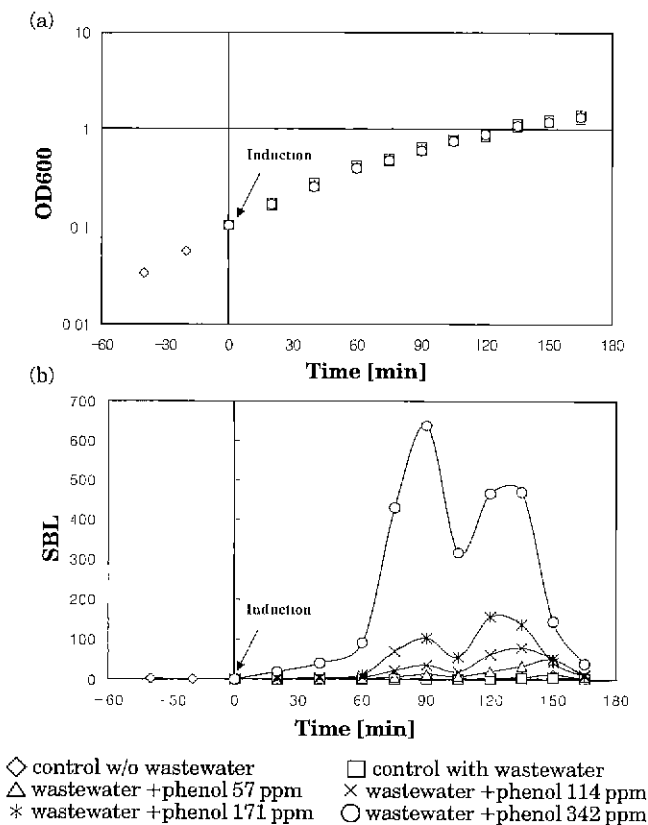 (a)
10
1
0.1
0.01
OD600
Induction
-60 -30 0 30 60 90 120 150 180
Time [min]
(b)
700
600
500
400
300
200
100
0
SBL
Induction
-60 -30 0 30 60 90 120 150 180
Time [min]
control w/o wastewater control with wastewater
wastewater +phenol 57 ppm wastewater +phenol 114 ppm
wastewater +phenol 171 ppm wastewater +phenol 342 ppm